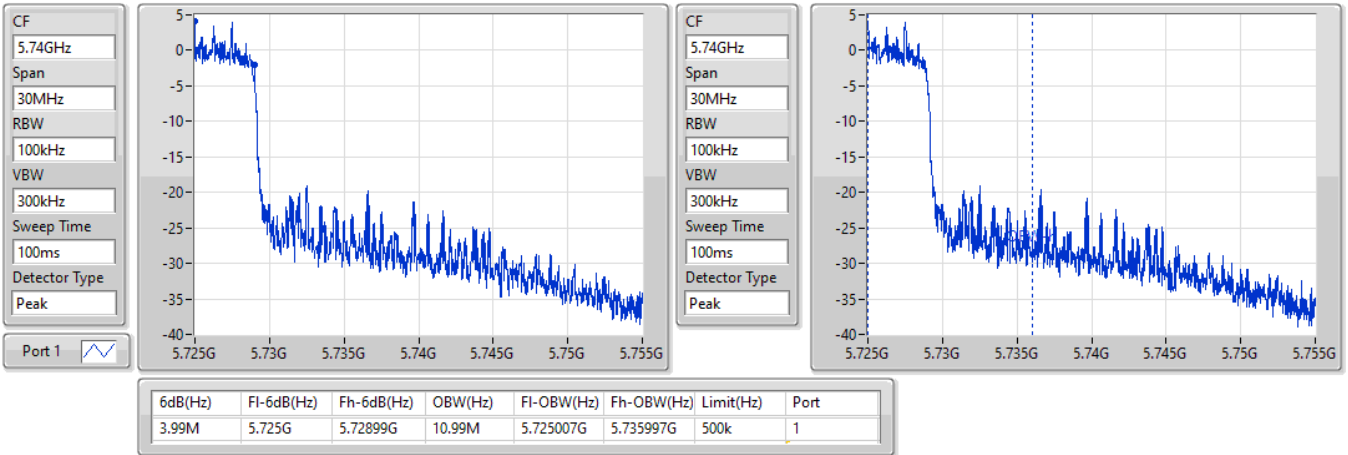 CF
5.74GHz
Span
30MHz
RBW
100kHz
VBW
300kHz
Sweep Time
100ms
Detector Type
Peak
Port 1
5
0
-5
-10
-15
-20
-25
-30
-35
-40
5.725G 5.73G 5.735G 5.74G 5.745G 5.75G 5.755G
CF
5.74GHz
Span
30MHz
RBW
100kHz
VBW
300kHz
Sweep Time
100ms
Detector Type
Peak
5
0
-5
-10
-15
-20
-25
-30
-35
-40
5.725G 5.73G 5.735G 5.74G 5.745G 5.75G 5.755G
6dB(Hz) Fl-6dB(Hz) Fh-6dB(Hz) OBW(Hz) Fl-OBW(Hz) Fh-OBW(Hz) Limit(Hz) Port
3.99M 5.725G 5.72899G 10.99M 5.725007G 5.735997G 500k 1